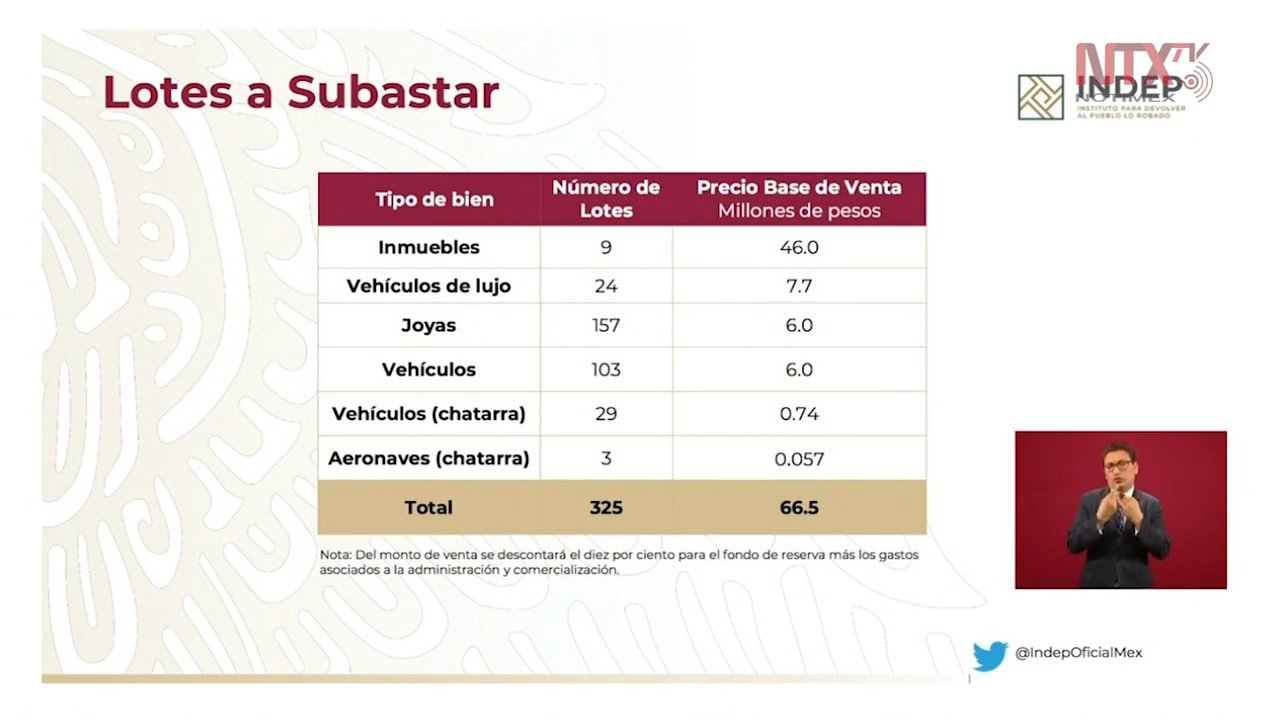 Lotes a Subastar
NTX
INDEP
NOTIMEX
INSTITUTO PARA DEVOLVER
AL PUEBLO LO ROBADO
Tipo de bien
Número de
Lotes
Precio Base de Venta
Millones de pesos
Inmuebles 9 46.0
Vehículos de lujo 24 7.7
Joyas 157 6.0
Vehículos 103 6.0
Vehículos (chatarra) 29 0.74
Aeronaves (chatarra) 3 0.057
Total 325 66.5
Nota: Del monto de venta se descontará el diez por ciento para el fondo de reserva más los gastos
asociados a la administración y comercialización.
@IndepOficialMex